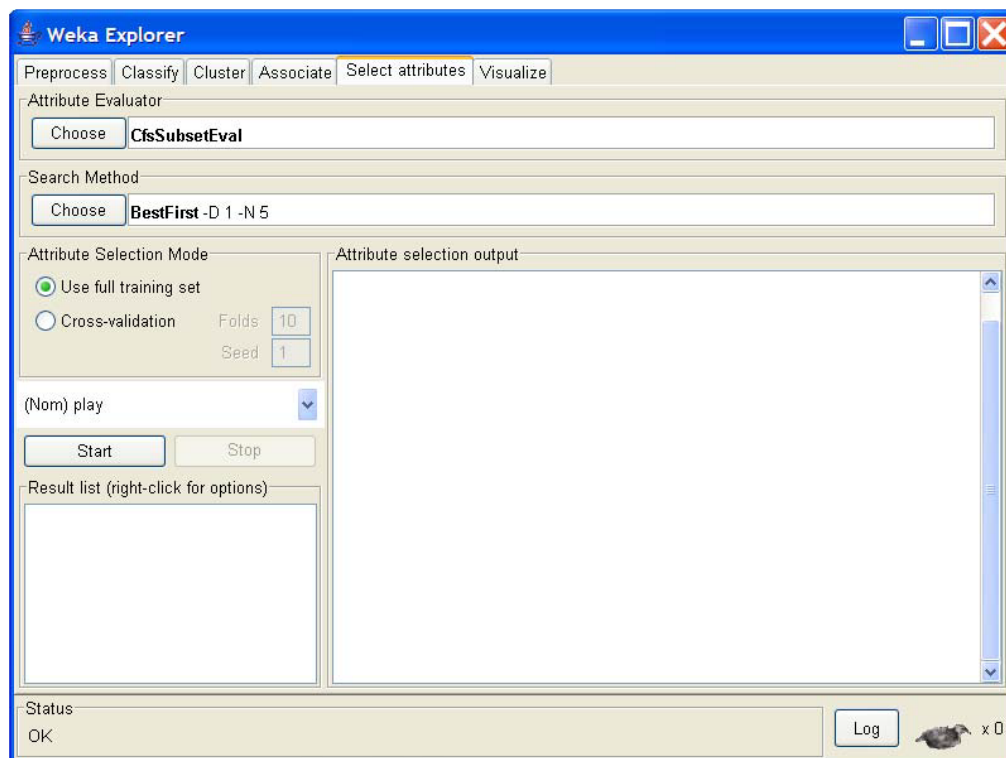 Weka Explorer
Preprocess Classify Cluster Associate Select attributes Visualize
Attribute Evaluator
Choose CfsSubsetEval
Search Method
Choose BestFirst -D 1 -N 5
Attribute Selection Mode
Use full training set
Cross-validation Folds 10
Seed 1
(Nom) play
Start Stop
Result list (right-click for options)
Attribute selection output
Status
OK
Log x 0